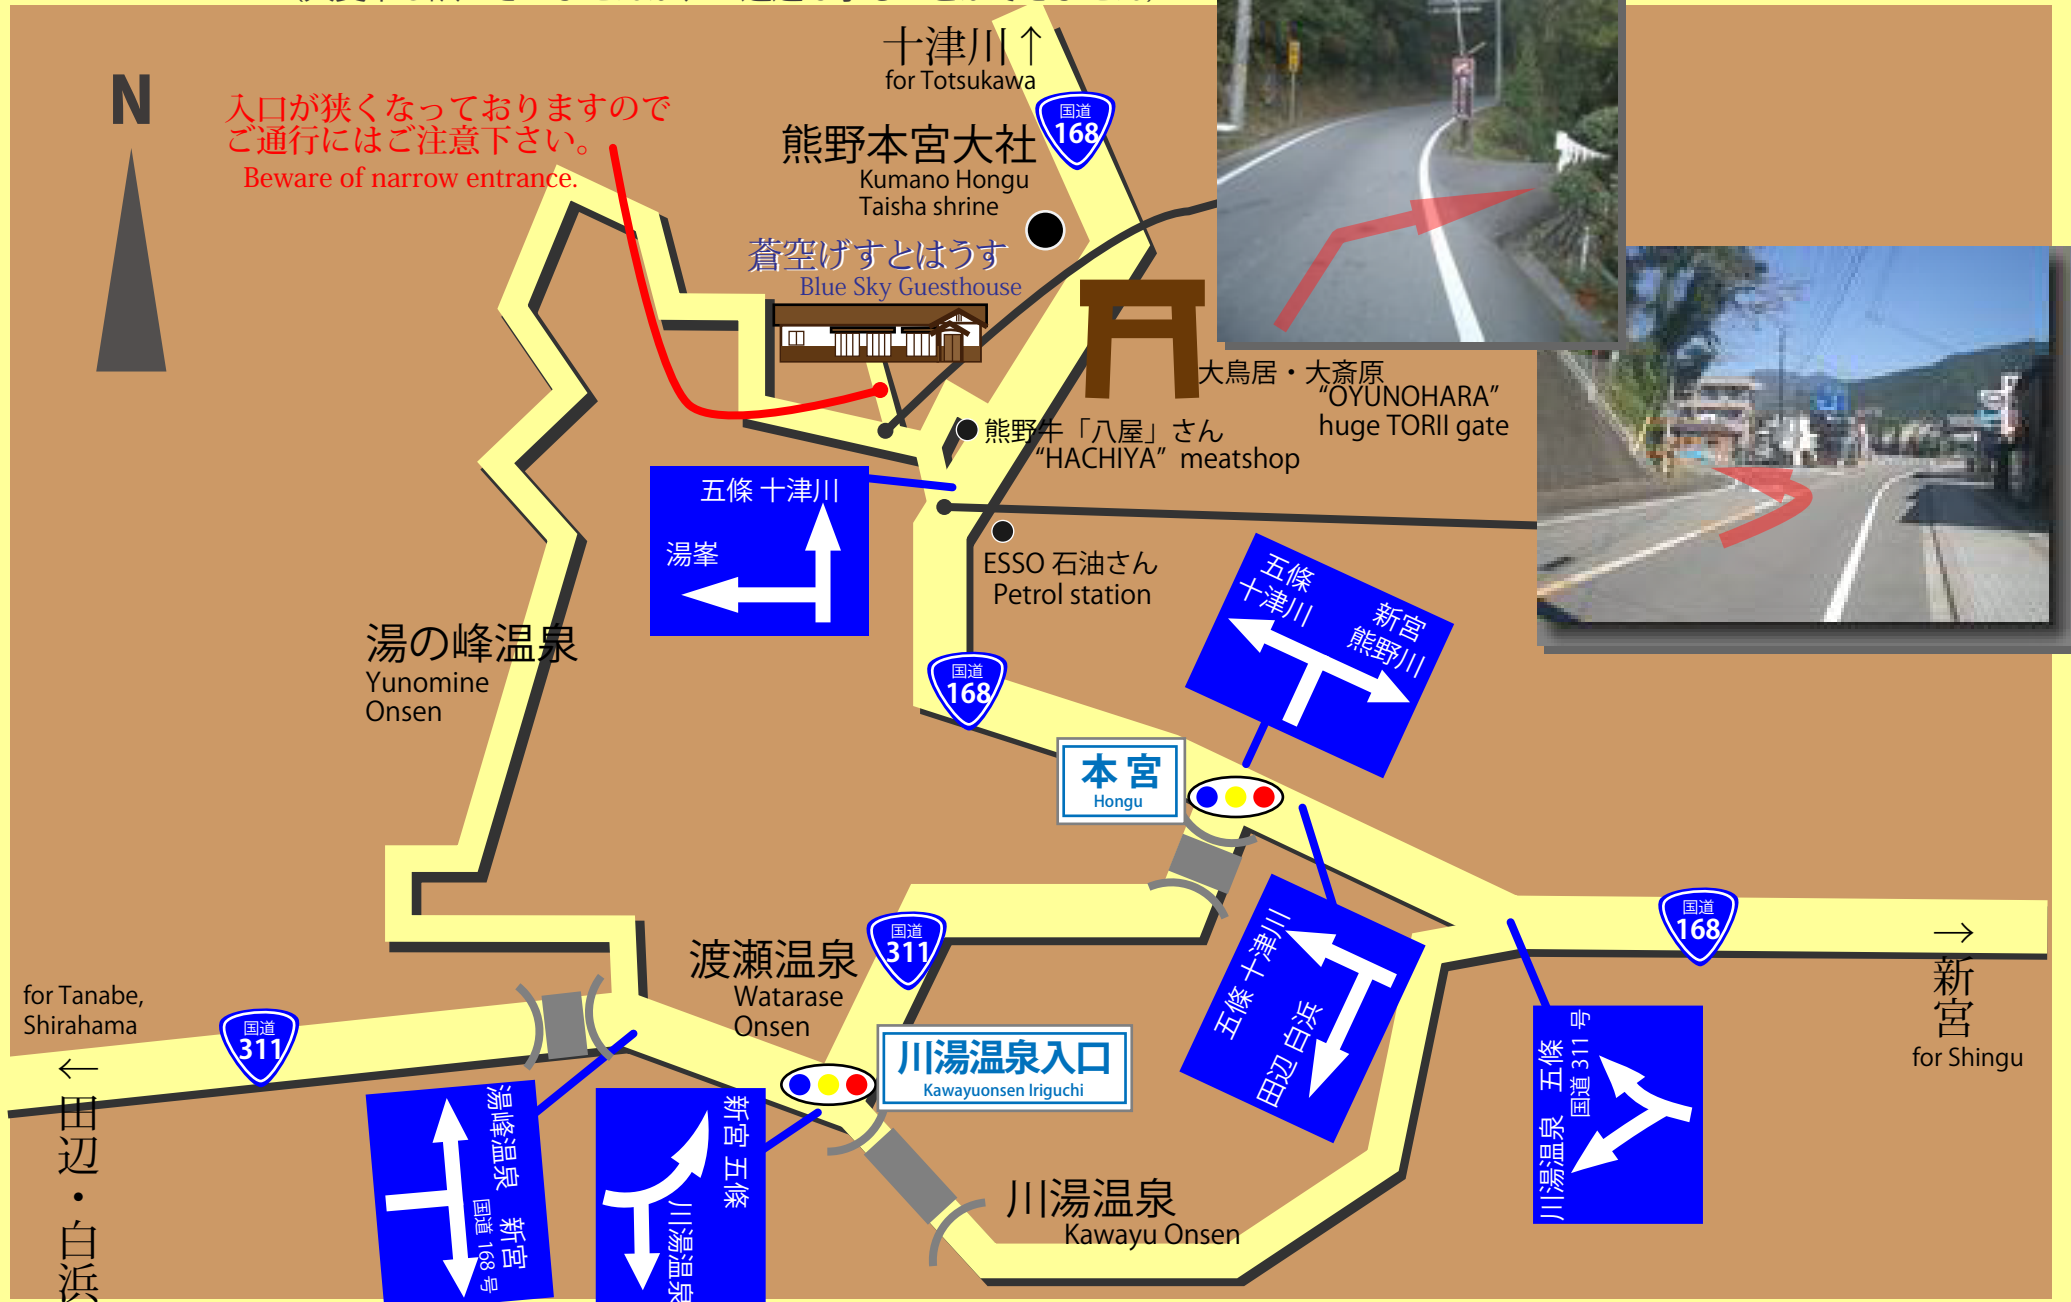 十津川↑
for Totsukawa
N
入口が狭くなっておりますので
ご通行にはご注意下さい。
Beware of narrow entrance.
国道
168
熊野本宮大社
Kumano Hongu
Taisha shrine
蒼空げすとはうす
Blue Sky Guesthouse
大鳥居・大斎原
“OYUNOHARA”
huge TORII gate
熊野牛「八屋」さん
“HACHIYA” meatshop
五條 十津川
湯峯
ESSO 石油さん
Petrol station
五條
十津川
新宮
熊野川
湯の峰温泉
Yunomine
Onsen
国道
168
本宮
Hongu
国道
168
→
新宮
for Shingu
渡瀬温泉
Watarase
Onsen
国道
311
五條 十津川
田辺 白浜
for Tanabe,
Shirahama
←
田辺・白浜
国道
311
川湯温泉入口
Kawayuonsen Iriguchi
川湯温泉 五條
国道 311 号
湯峰温泉 新宮
国道 168 号
新宮 五條
川湯温泉
川湯温泉
Kawayu Onsen